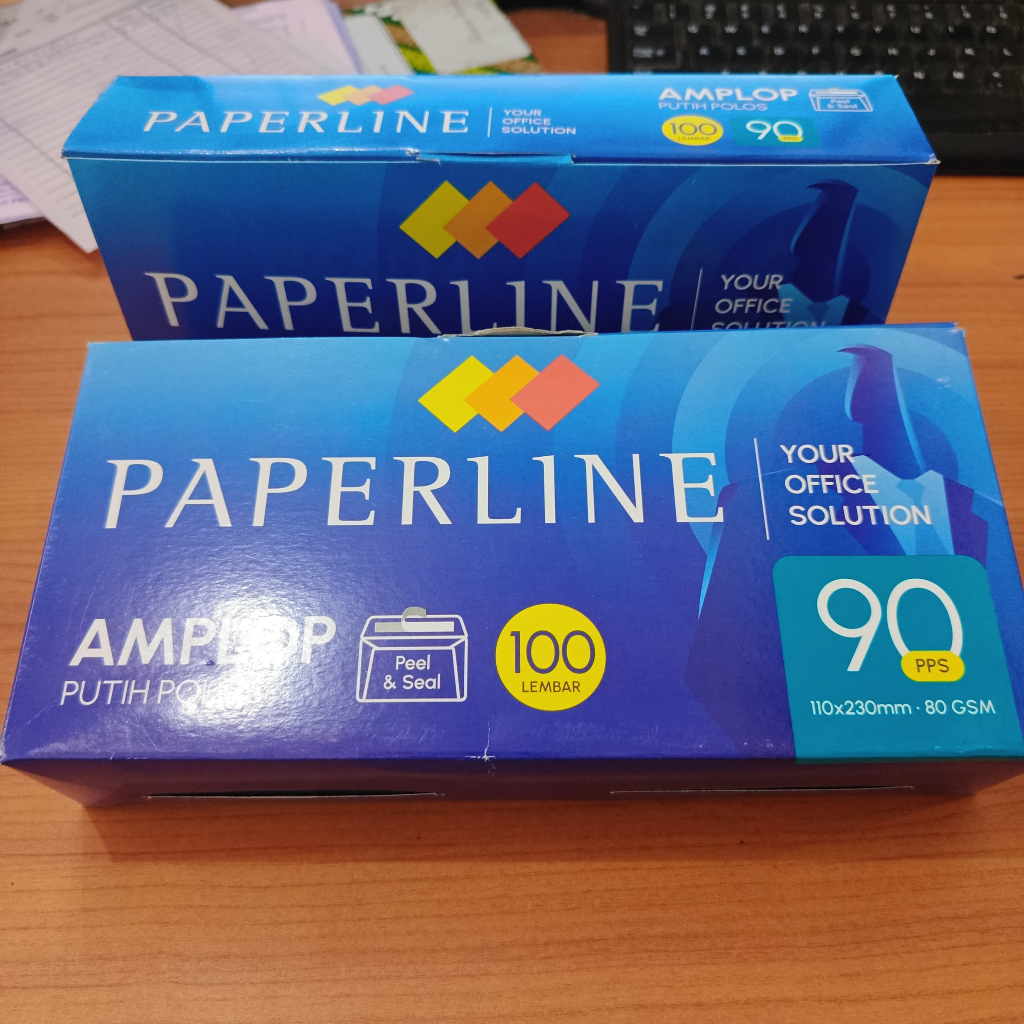 PAPERLINE
YOUR
OFFICE
SOLUTION
AMPLOP
PUTIH POLOS
Peel
& Seal
100
LEMBAR
90
PPS
PAPERLINE
YOUR
OFFICE
SOLUTION
PAPERLINE
YOUR
OFFICE
SOLUTION
AMPLOP
PUTIH POLOS
Peel
& Seal
100
LEMBAR
90
PPS
110x230mm · 80 GSM